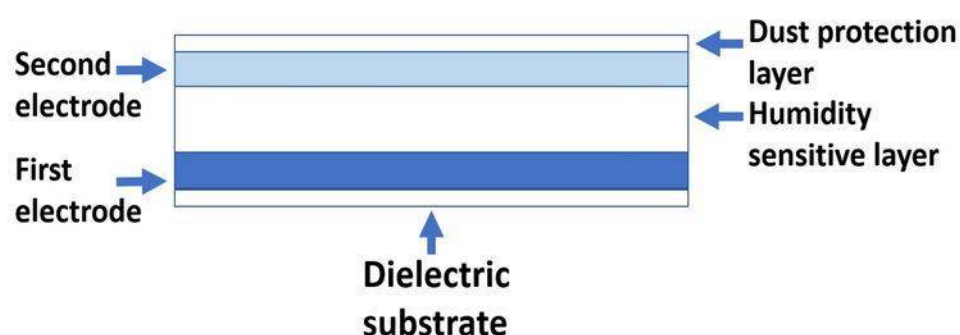 Second
electrode
First
electrode
Dust protection
layer
Humidity
sensitive layer
Dielectric
substrate